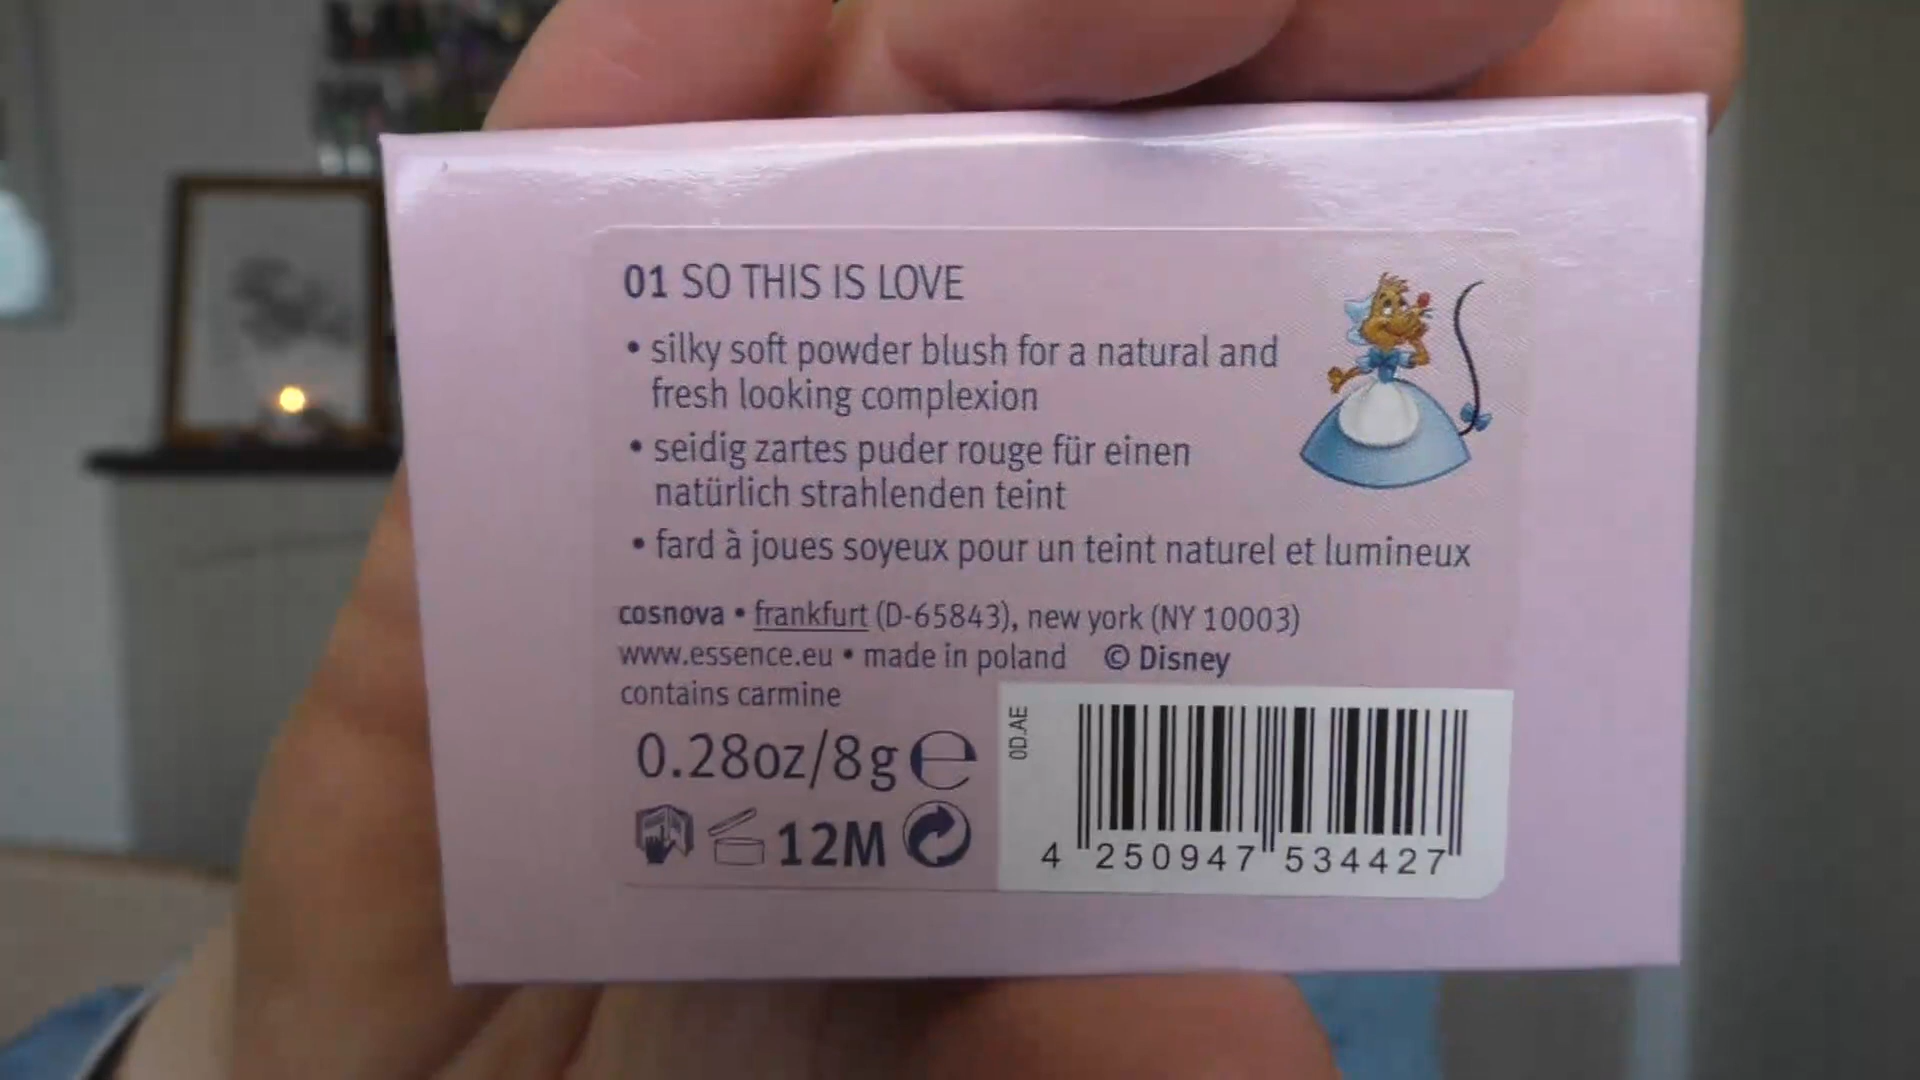 01 SO THIS IS LOVE
• silky soft powder blush for a natural and
fresh looking complexion
• seidig zartes puder rouge für einen
natürlich strahlenden teint
• fard à joues soyeux pour un teint naturel et lumineux
cosnova • frankfurt (D-65843), new york (NY 10003)
www.essence.eu • made in poland © Disney
contains carmine
0.28oz/8g e
12M
0D.AE
4 250947 534427